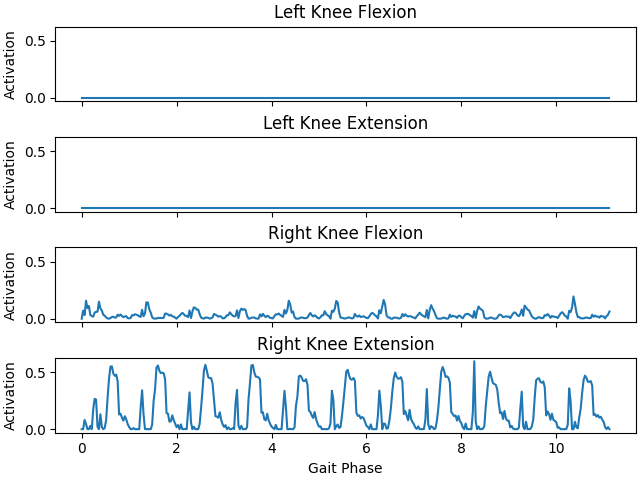 Left Knee Flexion
Activation
0.5
0.0
Left Knee Extension
Activation
0.5
0.0
Right Knee Flexion
Activation
0.5
0.0
Right Knee Extension
Activation
0.5
0.0
0 2 4 6 8 10
Gait Phase